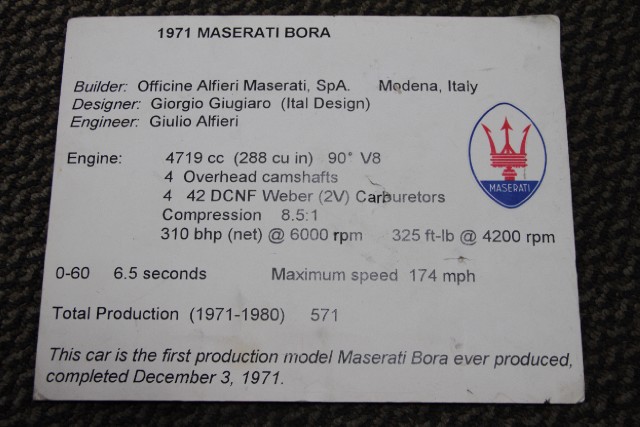 1971 MASERATI BORA
Builder: Officine Alfieri Maserati, SpA. Modena, Italy
Designer: Giorgio Giugiaro (Ital Design)
Engineer: Giulio Alfieri
Engine: 4719 cc (288 cu in) 90° V8
4 Overhead camshafts
4 42 DCNF Weber (2V) Carburetors
Compression 8.5:1
310 bhp (net) @ 6000 rpm 325 ft-lb @ 4200 rpm
MASERATI
0-60 6.5 seconds Maximum speed 174 mph
Total Production (1971-1980) 571
This car is the first production model Maserati Bora ever produced,
completed December 3, 1971.